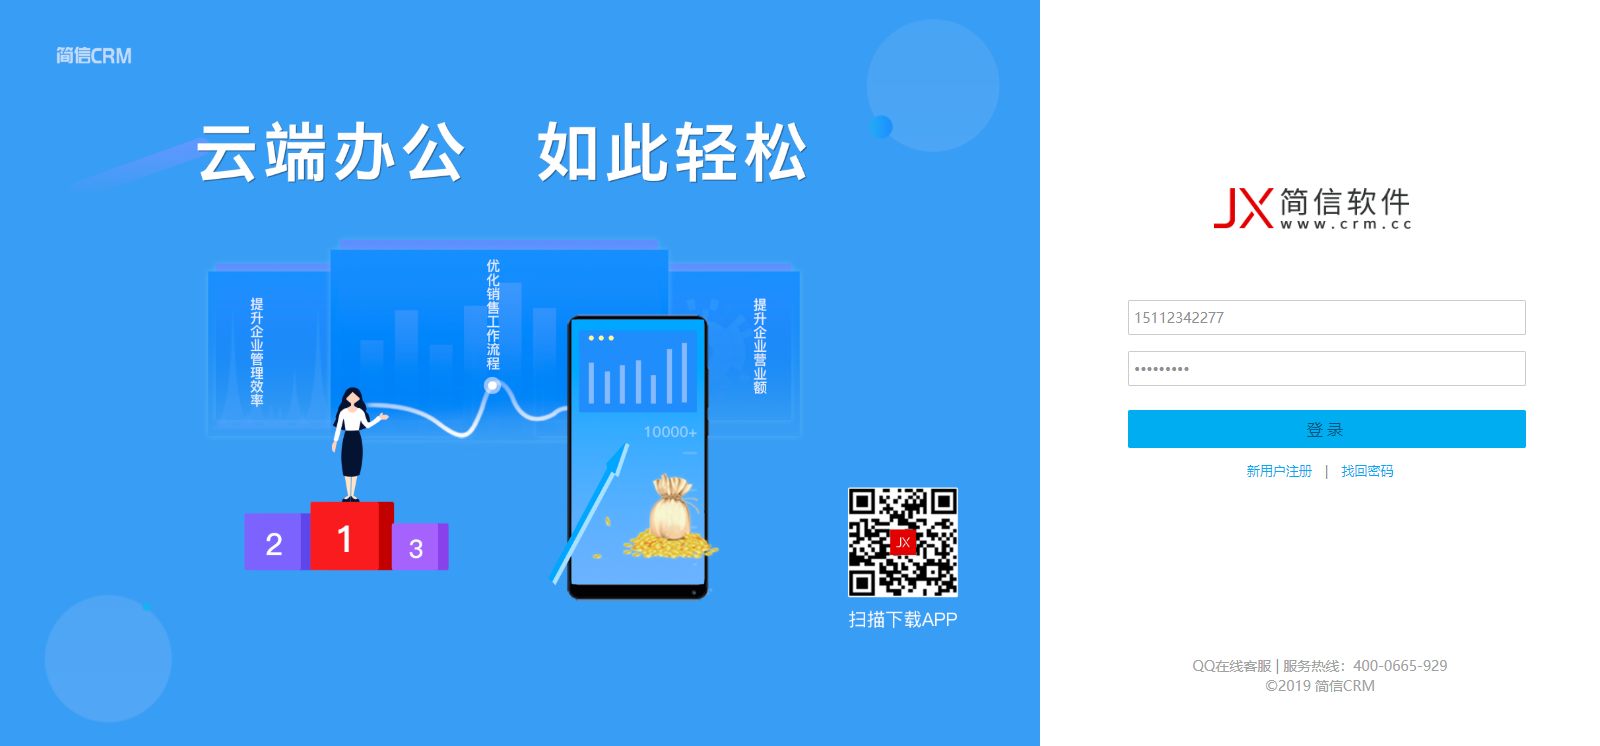 简信CRM
云端办公 如此轻松
提升企业管理效率
优化销售工作流程
提升企业营业额
10000+
2
1
3
JX
扫描下载APP
JX 简信软件
www.crm.cc
15112342277
•••••••••
登 录
新用户注册 | 找回密码
QQ在线客服 | 服务热线：400-0665-929
©2019 简信CRM